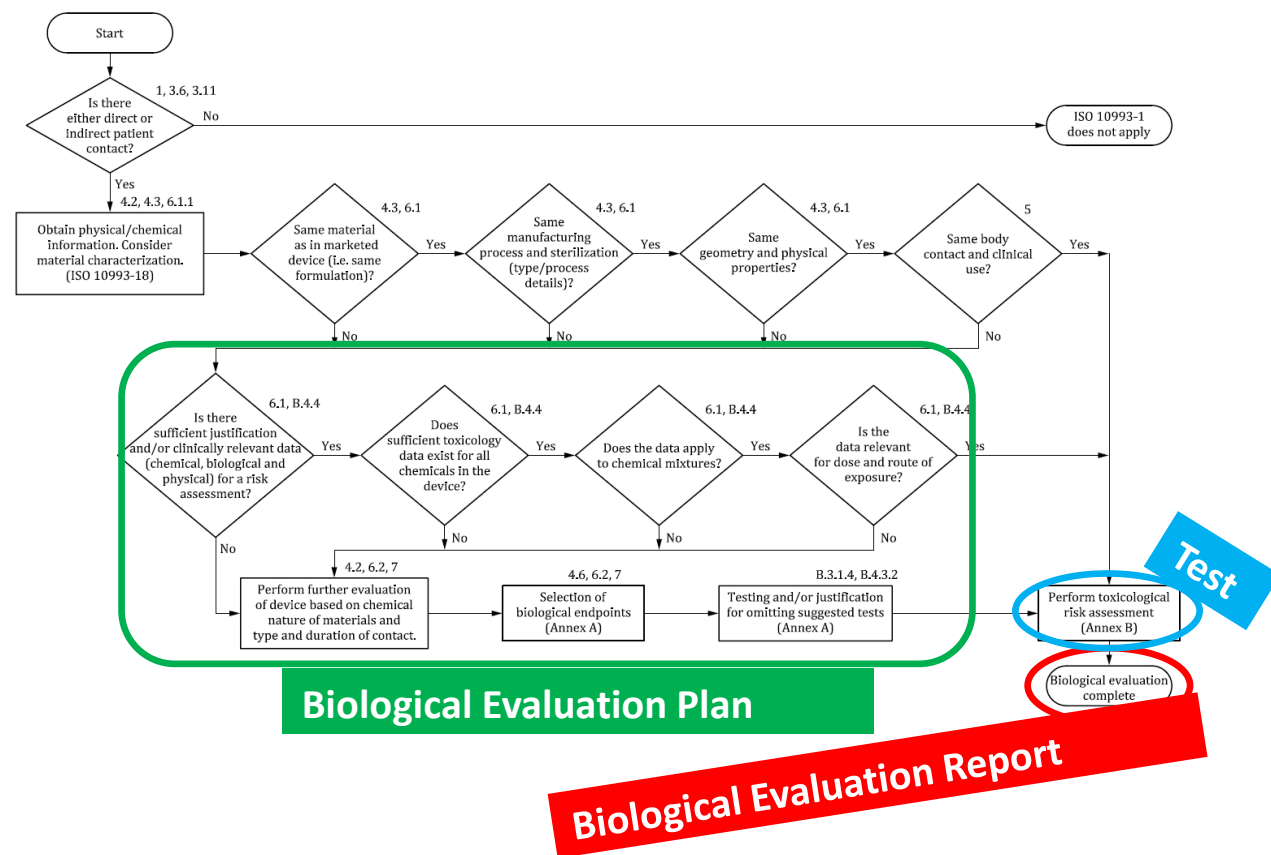 Start
1, 3.6, 3.11
Is there
either direct or
indirect patient
contact?
No
ISO 10993-1
does not apply
Yes
4.2, 4.3, 6.1.1
Obtain physical/chemical
information. Consider
material characterization.
(ISO 10993-18)
4.3, 6.1
Same material
as in marketed
device (i.e. same
formulation)?
Yes
No
4.3, 6.1
Same
manufacturing
process and sterilization
(type/process
details)?
Yes
No
4.3, 6.1
Same
geometry and physical
properties?
Yes
No
5
Same body
contact and clinical
use?
Yes
No
6.1, B.4.4
Is there
sufficient justification
and/or clinically relevant data
(chemical, biological and
physical) for a risk
assessment?
Yes
No
6.1, B.4.4
Does
sufficient toxicology
data exist for all
chemicals in the
device?
Yes
No
6.1, B.4.4
Does the data apply
to chemical mixtures?
Yes
No
6.1, B.4.4
Is the
data relevant
for dose and route of
exposure?
Yes
No
4.2, 6.2, 7
Perform further evaluation
of device based on chemical
nature of materials and
type and duration of contact.
4.6, 6.2, 7
Selection of
biological endpoints
(Annex A)
B.3.1.4, B.4.3.2
Testing and/or justification
for omitting suggested tests
(Annex A)
Test
Perform toxicological
risk assessment
(Annex B)
Biological evaluation
complete
Biological Evaluation Plan
Biological Evaluation Report